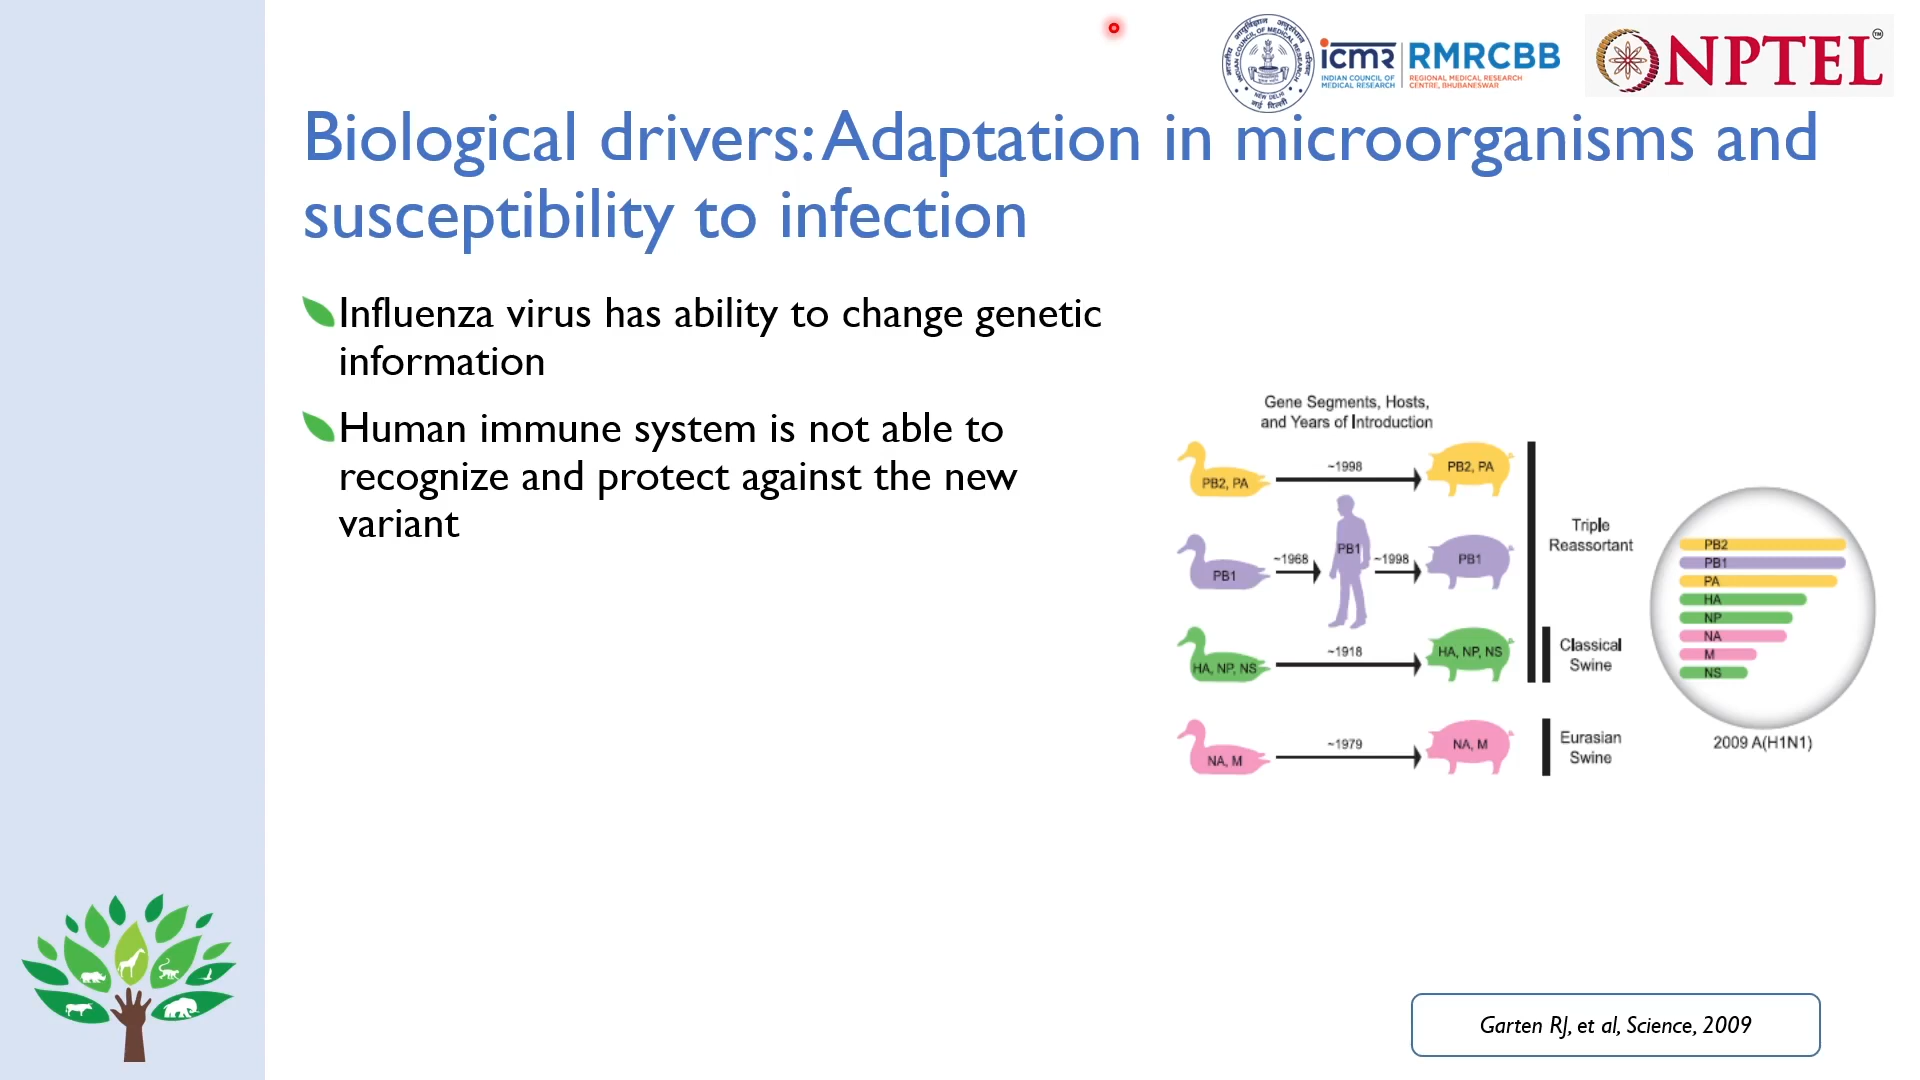 icmr
INDIAN COUNCIL OF
MEDICAL RESEARCH
RMRCBB
REGIONAL MEDICAL RESEARCH
CENTRE, BHUBANESWAR
NPTEL
TM
Biological drivers: Adaptation in microorganisms and
susceptibility to infection
Influenza virus has ability to change genetic
information
Human immune system is not able to
recognize and protect against the new
variant
Gene Segments, Hosts,
and Years of Introduction
PB2, PA
~1998
PB2, PA
PB1
~1968
PB1
~1998
PB1
HA, NP, NS
~1918
HA, NP, NS
NA, M
~1979
NA, M
Triple
Reassortant
Classical
Swine
Eurasian
Swine
PB2
PB1
PA
HA
NP
NA
M
NS
2009 A(H1N1)
Garten RJ, et al, Science, 2009